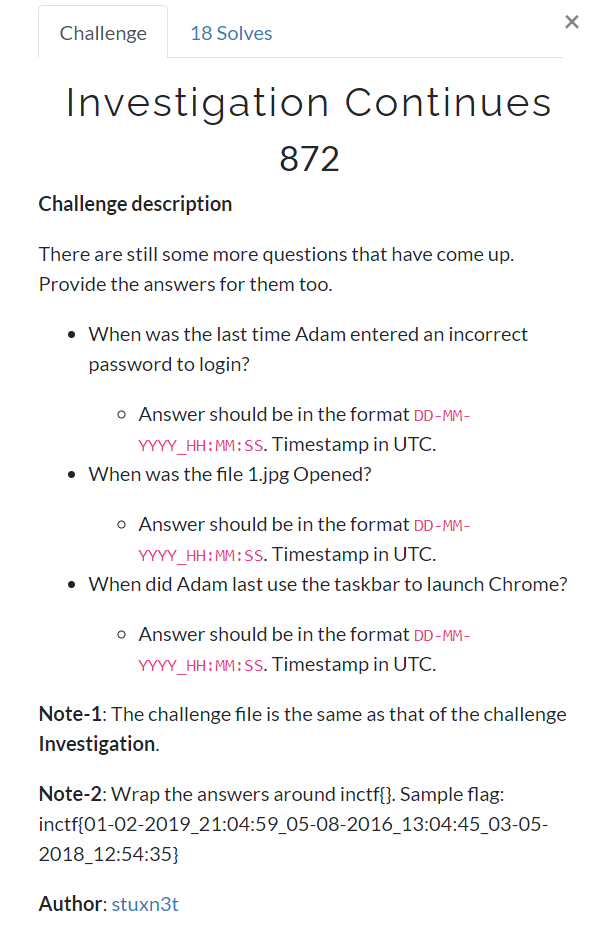 Challenge
18 Solves
×
Investigation Continues
872
Challenge description
There are still some more questions that have come up.
Provide the answers for them too.
• When was the last time Adam entered an incorrect
password to login?
○ Answer should be in the format DD-MM-
YYYY_HH:MM:SS. Timestamp in UTC.
• When was the file 1.jpg Opened?
○ Answer should be in the format DD-MM-
YYYY_HH:MM:SS. Timestamp in UTC.
• When did Adam last use the taskbar to launch Chrome?
○ Answer should be in the format DD-MM-
YYYY_HH:MM:SS. Timestamp in UTC.
Note-1: The challenge file is the same as that of the challenge
Investigation.
Note-2: Wrap the answers around inctf{}. Sample flag:
inctf{01-02-2019_21:04:59_05-08-2016_13:04:45_03-05-
2018_12:54:35}
Author: stuxn3t